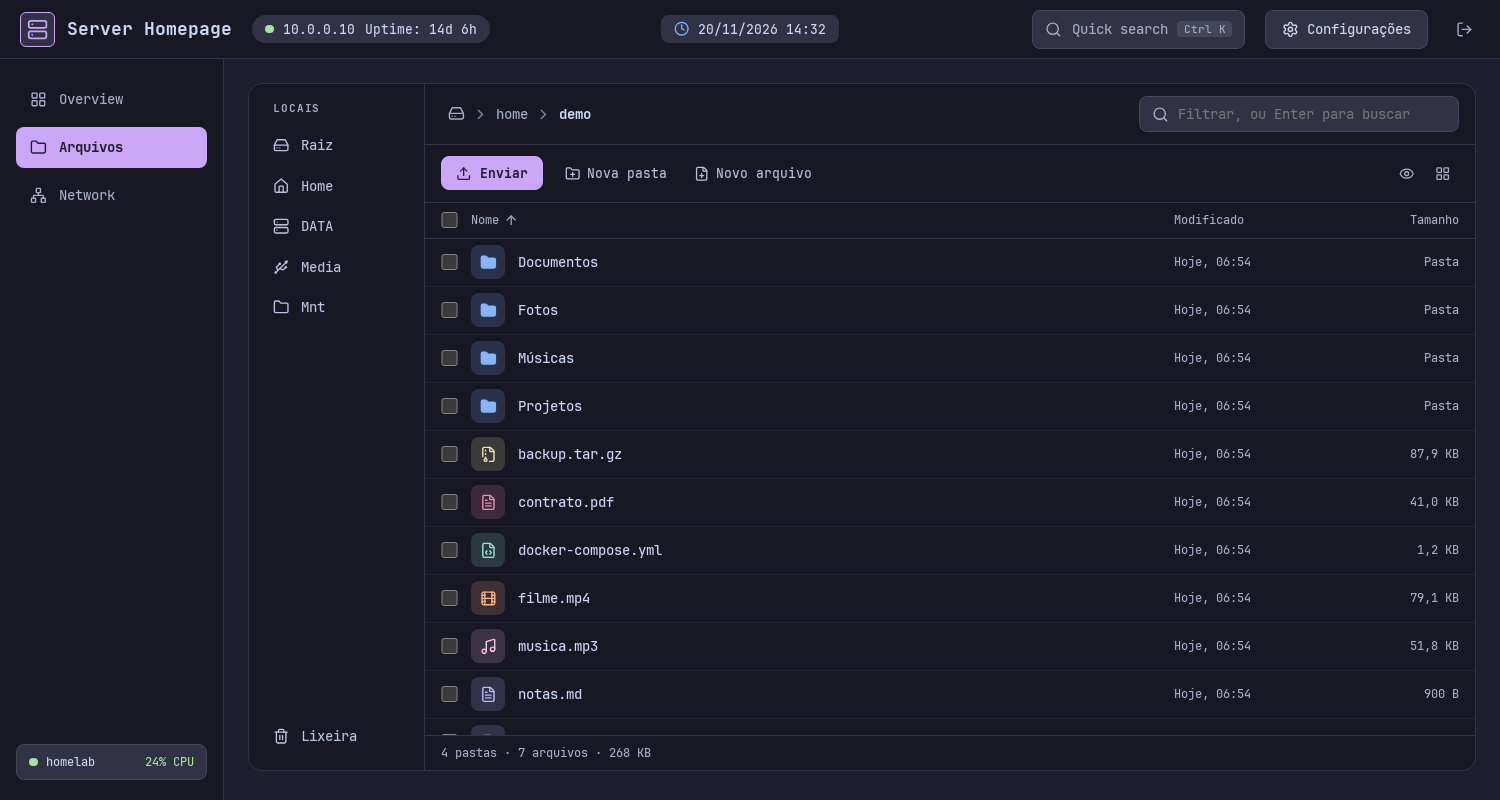 Server Homepage
10.0.0.10 Uptime: 14d 6h
20/11/2026 14:32
Quick search Ctrl K
Configurações
Overview
Arquivos
Network
homelab 24% CPU
LOCAIS
Raiz
Home
DATA
Media
Mnt
Lixeira
home demo
Filtrar, ou Enter para buscar
Enviar Nova pasta Novo arquivo
Nome Modificado Tamanho
Documentos Hoje, 06:54 Pasta
Fotos Hoje, 06:54 Pasta
Músicas Hoje, 06:54 Pasta
Projetos Hoje, 06:54 Pasta
backup.tar.gz Hoje, 06:54 87,9 KB
contrato.pdf Hoje, 06:54 41,0 KB
docker-compose.yml Hoje, 06:54 1,2 KB
filme.mp4 Hoje, 06:54 79,1 KB
musica.mp3 Hoje, 06:54 51,8 KB
notas.md Hoje, 06:54 900 B
4 pastas · 7 arquivos · 268 KB